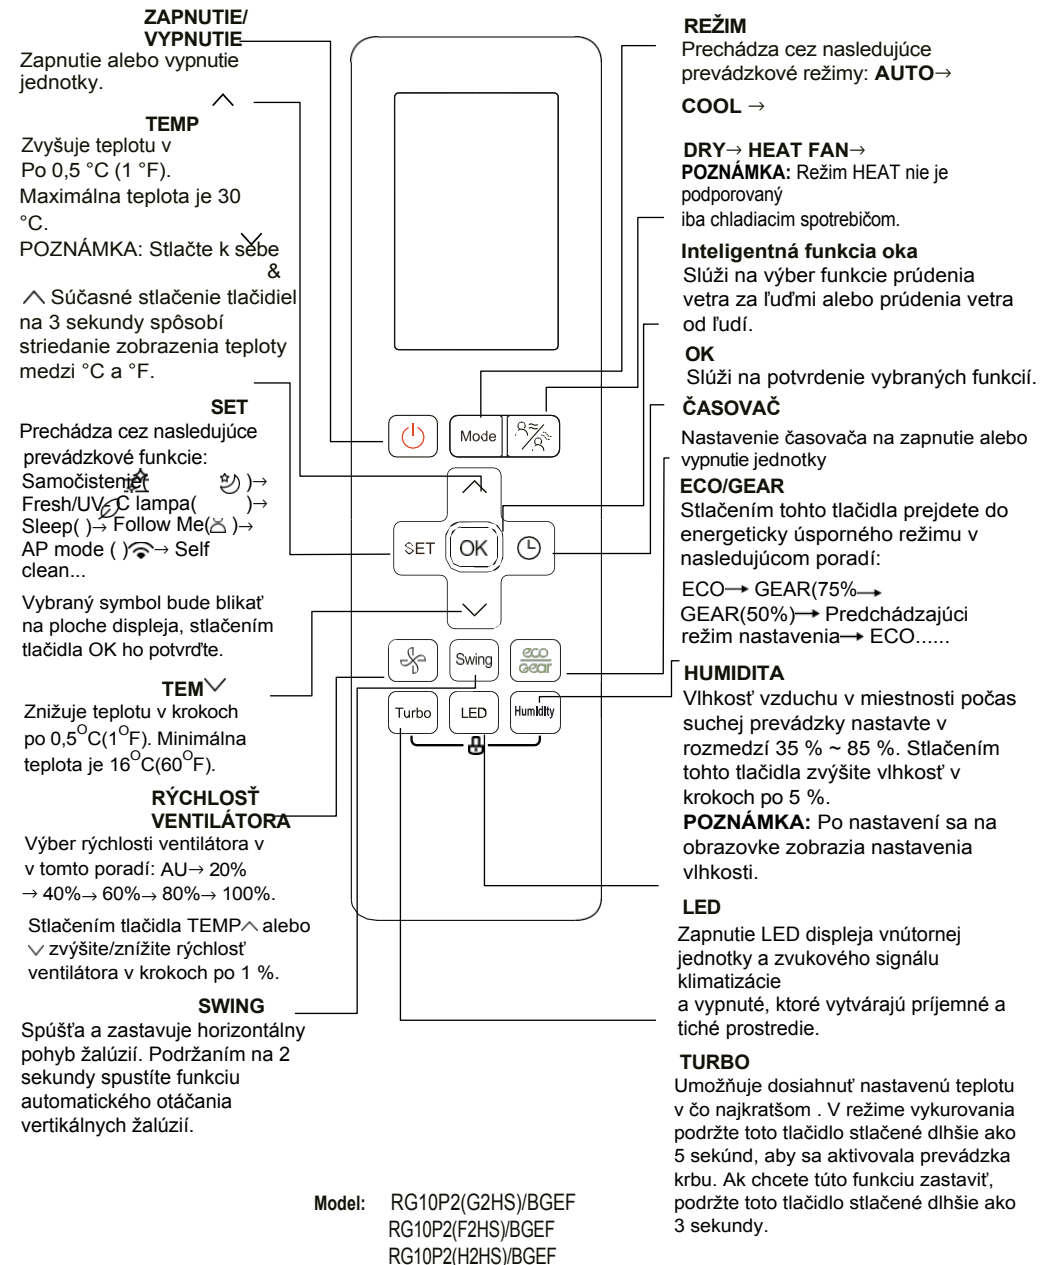 ZAPNUTIE/
VYPNUTIE
Zapnutie alebo vypnutie
jednotky.
TEMP
Zvyšuje teplotu v
Po 0,5 °C (1 °F).
Maximálna teplota je 30
°C.
POZNÁMKA: Stlačte k sebe
&
Súčasné stlačenie tlačidiel
na 3 sekundy spôsobí
striedanie zobrazenia teploty
medzi °C a °F.
SET
Prechádza cez nasledujúce
prevádzkové funkcie:
Samočistenie( )→
Fresh/UV-C lampa( )→
Sleep( )→ Follow Me( )→
AP mode ( )→ Self
clean...
Vybraný symbol bude blikať
na ploche displeja, stlačením
tlačidla OK ho potvrďte.
TEM
Znižuje teplotu v krokoch
po 0,5°C(1°F). Minimálna
teplota je 16°C(60°F).
RÝCHLOSŤ
VENTILÁTORA
Výber rýchlosti ventilátora v
v tomto poradí: AU→ 20%
→ 40%→ 60%→ 80%→ 100%.
Stlačením tlačidla TEMP alebo
zvýšite/znížite rýchlosť
ventilátora v krokoch po 1 %.
SWING
Spúšťa a zastavuje horizontálny
pohyb žalúzií. Podržaním na 2
sekundy spustíte funkciu
automatického otáčania
vertikálnych žalúzií.
Mode
SET
OK
Swing
eco
Gear
Turbo
LED
Humidity
REŽIM
Prechádza cez nasledujúce
prevádzkové režimy: AUTO→
COOL →
DRY→ HEAT FAN→
POZNÁMKA: Režim HEAT nie je
podporovaný
iba chladiacim spotrebičom.
Inteligentná funkcia oka
Slúži na výber funkcie prúdenia
vetra za ľuďmi alebo prúdenia vetra
od ľudí.
OK
Slúži na potvrdenie vybraných funkcií.
ČASOVAČ
Nastavenie časovača na zapnutie alebo
vypnutie jednotky
ECO/GEAR
Stlačením tohto tlačidla prejdete do
energeticky úsporného režimu v
nasledujúcom poradí:
ECO→ GEAR(75%→
GEAR(50%)→ Predchádzajúci
režim nastavenia→ ECO......
HUMIDITA
Vlhkosť vzduchu v miestnosti počas
suchej prevádzky nastavte v
rozmedzí 35 % ~ 85 %. Stlačením
tohto tlačidla zvýšite vlhkosť v
krokoch po 5 %.
POZNÁMKA: Po nastavení sa na
obrazovke zobrazia nastavenia
vlhkosti.
LED
Zapnutie LED displeja vnútornej
jednotky a zvukového signálu
klimatizácie
a vypnuté, ktoré vytvárajú príjemné a
tiché prostredie.
TURBO
Umožňuje dosiahnuť nastavenú teplotu
v čo najkratšom . V režime vykurovania
podržte toto tlačidlo stlačené dlhšie ako
5 sekúnd, aby sa aktivovala prevádzka
krbu. Ak chcete túto funkciu zastaviť,
podržte toto tlačidlo stlačené dlhšie ako
3 sekundy.
Model: RG10P2(G2HS)/BGEF
RG10P2(F2HS)/BGEF
RG10P2(H2HS)/BGEF